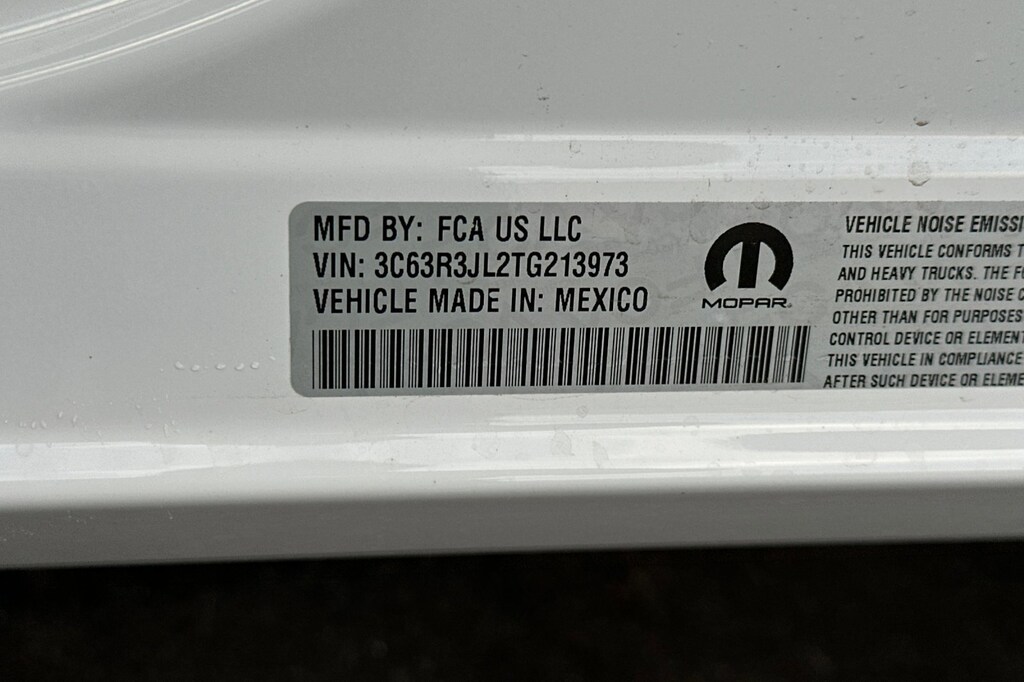 MFD BY: FCA US LLC
VIN: 3C63R3JL2TG213973
VEHICLE MADE IN: MEXICO
MOPAR
VEHICLE NOISE
THIS VEHICLE CONFORMS
AND HEAVY TRUCKS. THE
PROHIBITED BY THE NOISE
OTHER THAN FOR PURPOSES
CONTROL DEVICE OR ELEMENT
THIS VEHICLE IN COMPLIANCE
AFTER SUCH DEVICE OR